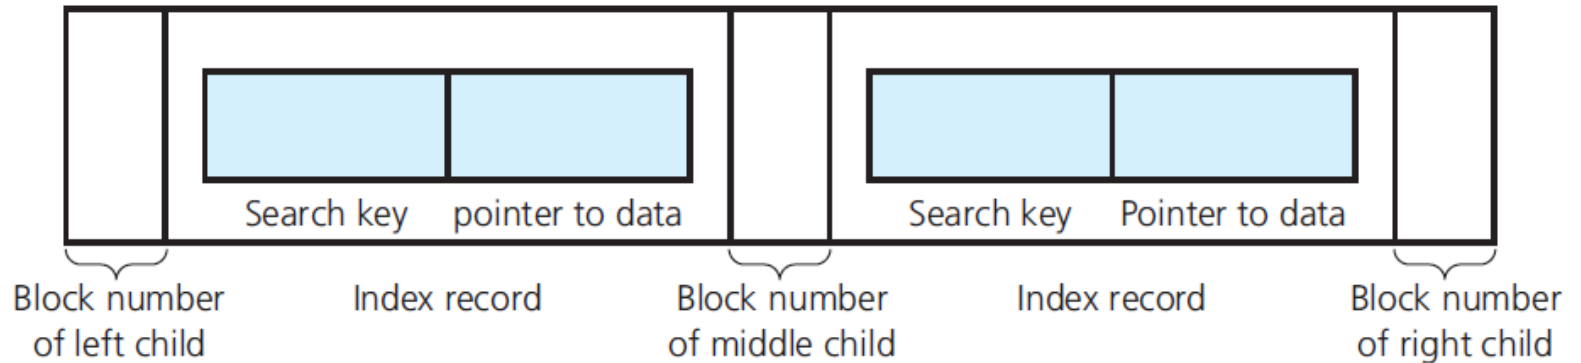 Search key pointer to data Search key Pointer to data
Block number of left child
Index record
Block number of middle child
Index record
Block number of right child